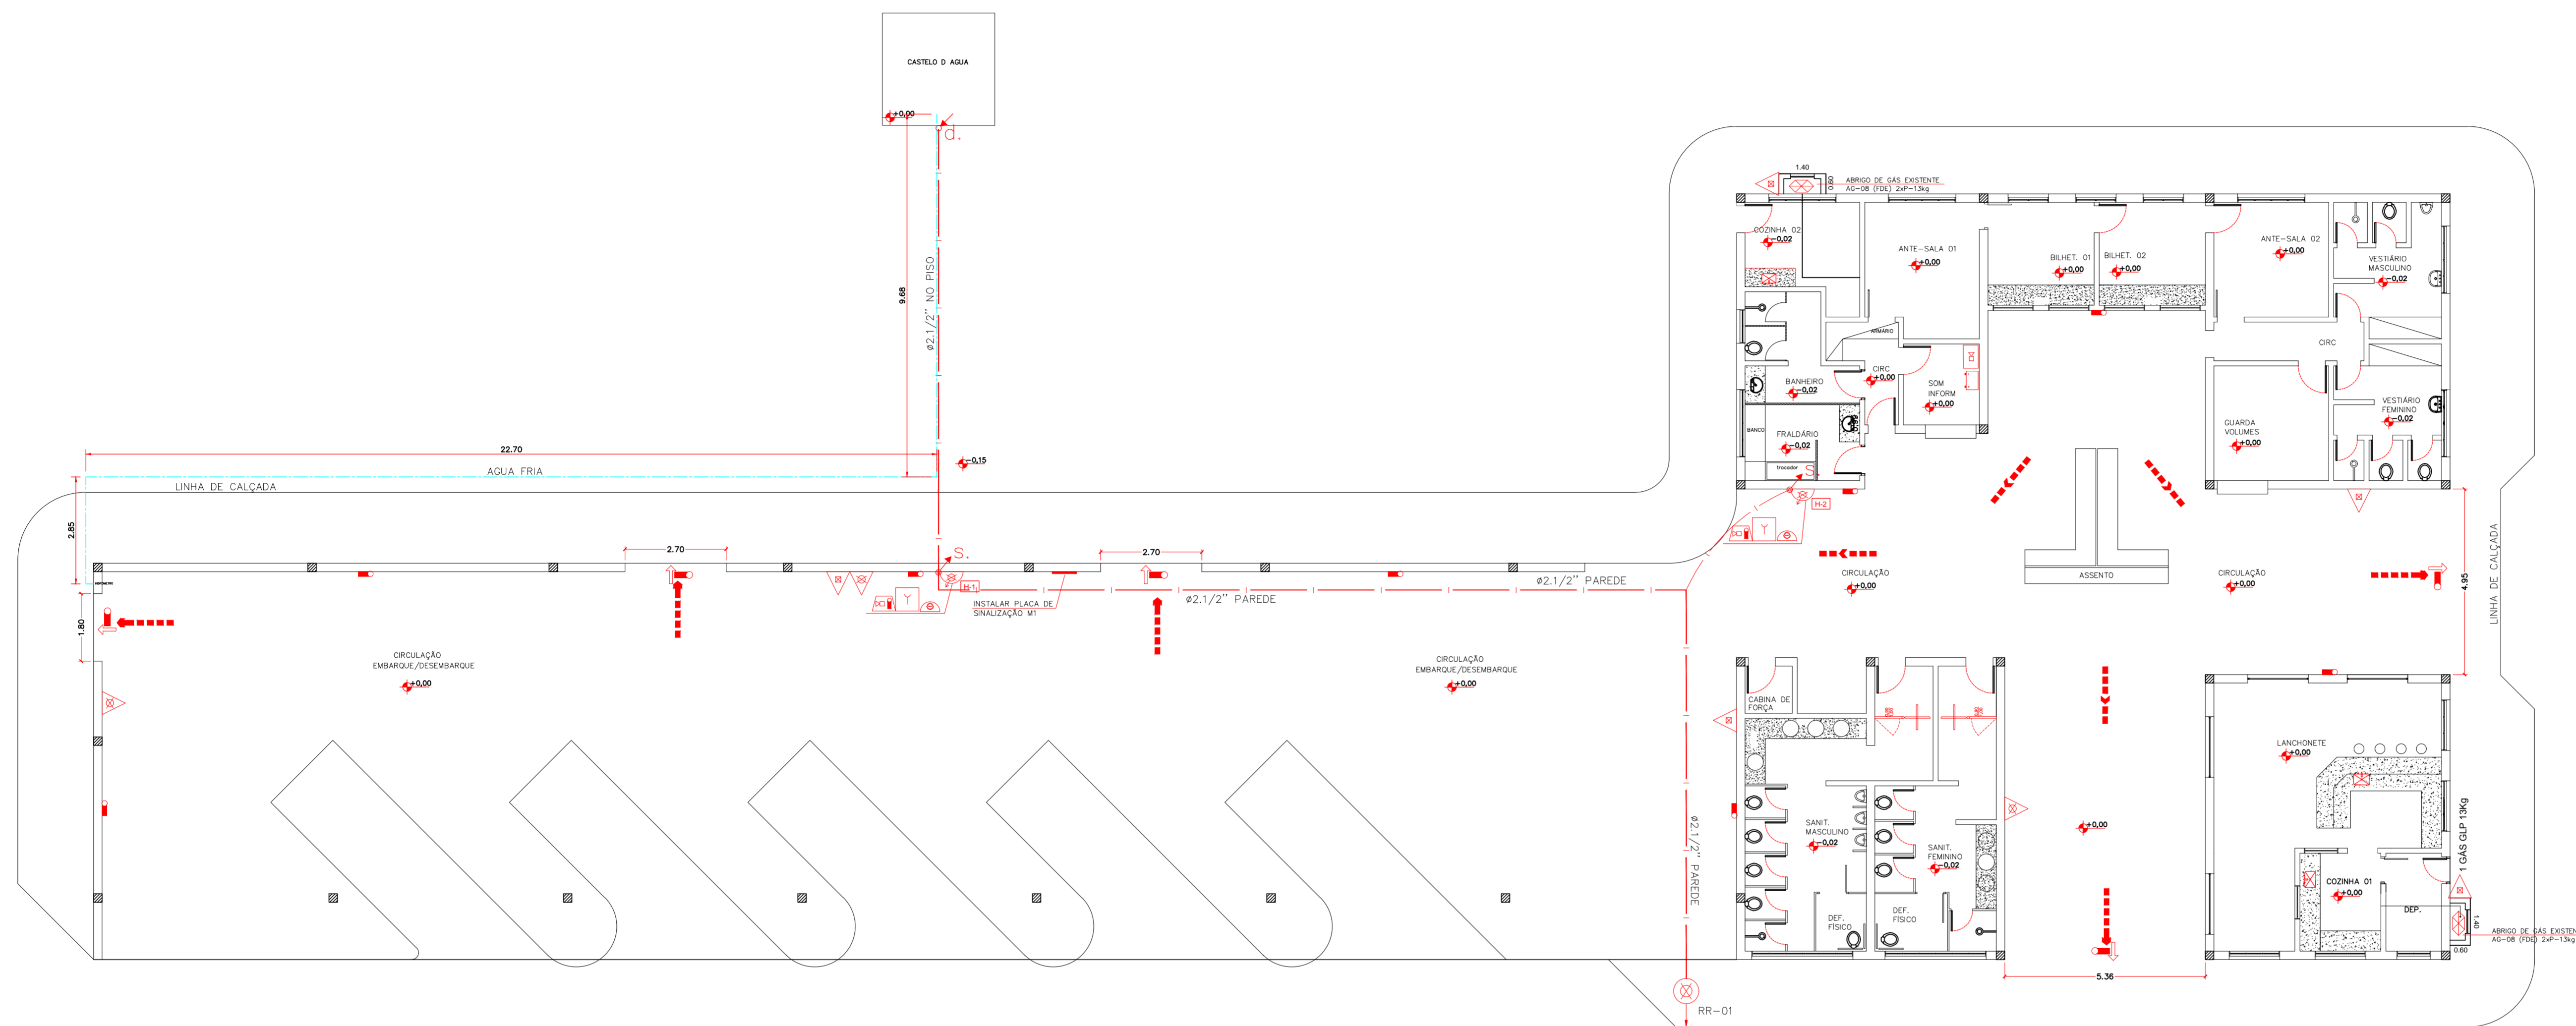 CASTELO D AGUA
+0,00
d.
9.68
ø2.1/2" NO PISO
22.70
-0,15
AGUA FRIA
LINHA DE CALÇADA
2.85
1.40
0.60
ABRIGO DE GÁS EXISTENTE
AG-08 (FDE) 2xP-13kg
COZINHA 02
-0,02
ANTE-SALA 01
+0,00
BILHET. 01
+0,00
BILHET. 02
+0,00
ANTE-SALA 02
+0,00
VESTIÁRIO
MASCULINO
-0,02
ARMÁRIO
CIRC
CIRC
+0,00
BANHEIRO
-0,02
SOM
INFORM
+0,00
VESTIÁRIO
FEMININO
-0,02
BANCO
FRALDÁRIO
-0,02
trocador
S.
H-2
GUARDA
VOLUMES
+0,00
HIDROMETRO
2.70
S.
H-1
2.70
INSTALAR PLACA DE
SINALIZAÇÃO M1
ø2.1/2" PAREDE
ø2.1/2" PAREDE
1.80
CIRCULAÇÃO
+0,00
ASSENTO
CIRCULAÇÃO
+0,00
4.95
LINHA DE CALÇADA
CIRCULAÇÃO
EMBARQUE/DESEMBARQUE
+0,00
CIRCULAÇÃO
EMBARQUE/DESEMBARQUE
+0,00
CABINA DE
FORÇA
LANCHONETE
+0,00
ø2.1/2" PAREDE
SANIT.
MASCULINO
-0,02
SANIT.
FEMININO
-0,02
+0,00
1 GÁS GLP 13Kg
COZINHA 01
+0,00
DEP.
DEF.
FÍSICO
DEF.
FÍSICO
1.40
0.60
ABRIGO DE GÁS EXISTEN
AG-08 (FDE) 2xP-13kg
5.36
RR-01